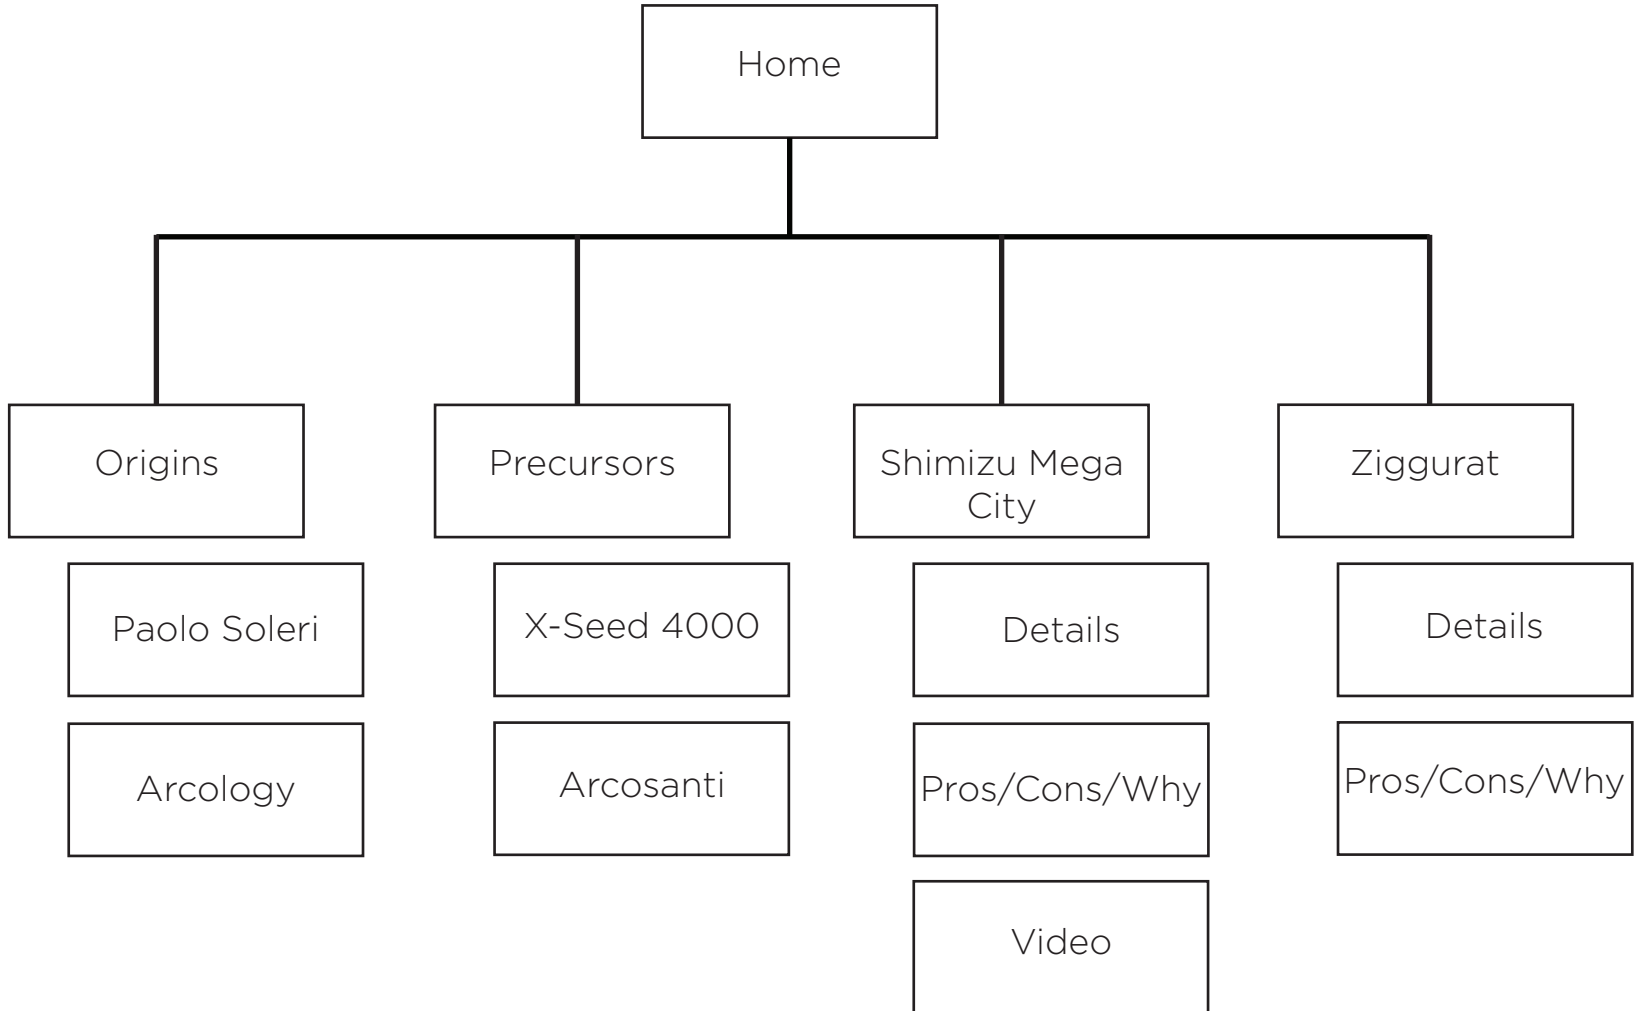 Home
Origins
Precursors
Shimizu Mega
City
Ziggurat
Paolo Soleri
X-Seed 4000
Details
Details
Arcology
Arcosanti
Pros/Cons/Why
Pros/Cons/Why
Video